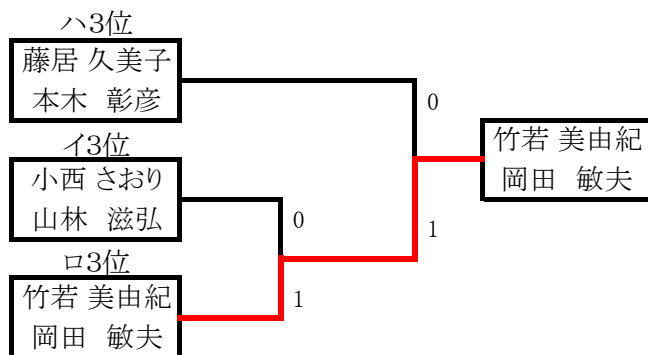 ハ3位
藤居 久美子
本木 彰彦
0
竹若 美由紀
岡田 敏夫
イ3位
小西 さおり
山林 滋弘
0
1
ロ3位
竹若 美由紀
岡田 敏夫
1